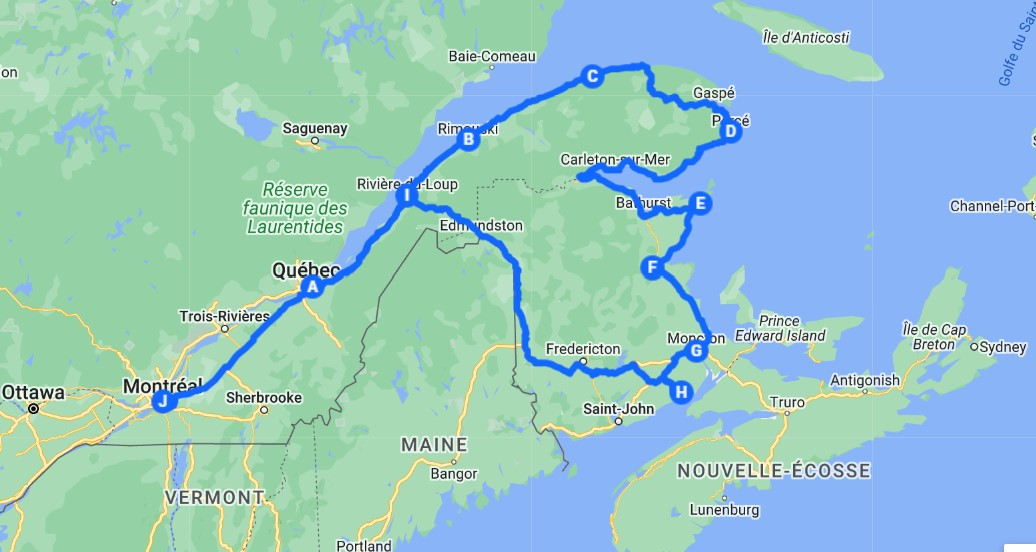 Île d'Anticosti
Golfe du Sain
Baie-Comeau
on
C
Gaspé
Saguenay
Rimouski
B
Percé
D
Carleton-sur-Mer
Rivière-du-Loup
I
Réserve
faunique des
Laurentides
Bathurst
E
Channel-Port-
Edmundston
Québec
A
F
Trois-Rivières
Prince
Edward Island
Île de Cap
Breton
Sydney
Moncton
G
Fredericton
Montréal
J
Ottawa
Sherbrooke
H
Antigonish
Saint-John
Truro
MAINE
Bangor
NOUVELLE-ÉCOSSE
VERMONT
Lunenburg
Portland